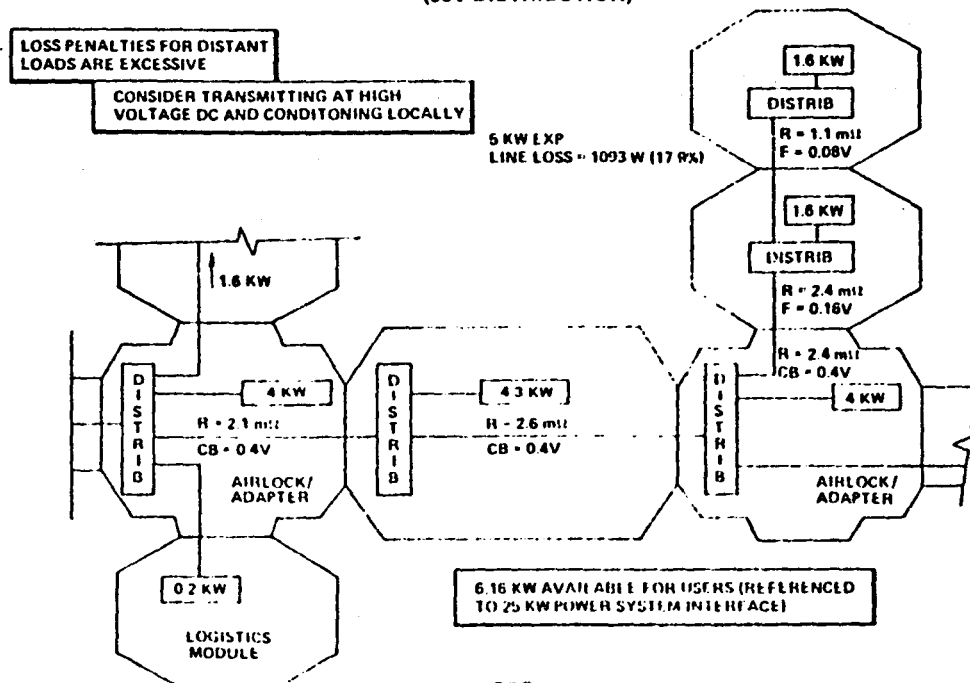 LOSS PENALTIES FOR DISTANT
LOADS ARE EXCESSIVE
CONSIDER TRANSMITTING AT HIGH
VOLTAGE DC AND CONDITONING LOCALLY
5 KW EXP
LINE LOSS = 1093 W (17 8%)
1.6 KW
DISTRIB
R = 1.1 mΩ
F = 0.08V
1.6 KW
DISTRIB
R = 2.4 mΩ
F = 0.16V
R = 2.4 mΩ
CB = 0.4V
1.6 KW
DISTRIB
4 KW
R = 2.1 mΩ
CB = 0.4V
AIRLOCK/
ADAPTER
DISTRIB
4 3 KW
R = 2.6 mΩ
CB = 0.4V
DISTRIB
4 KW
AIRLOCK/
ADAPTER
0.2 KW
LOGISTICS
MODULE
6.16 KW AVAILABLE FOR USERS (REFERENCED
TO 25 KW POWER SYSTEM INTERFACE)